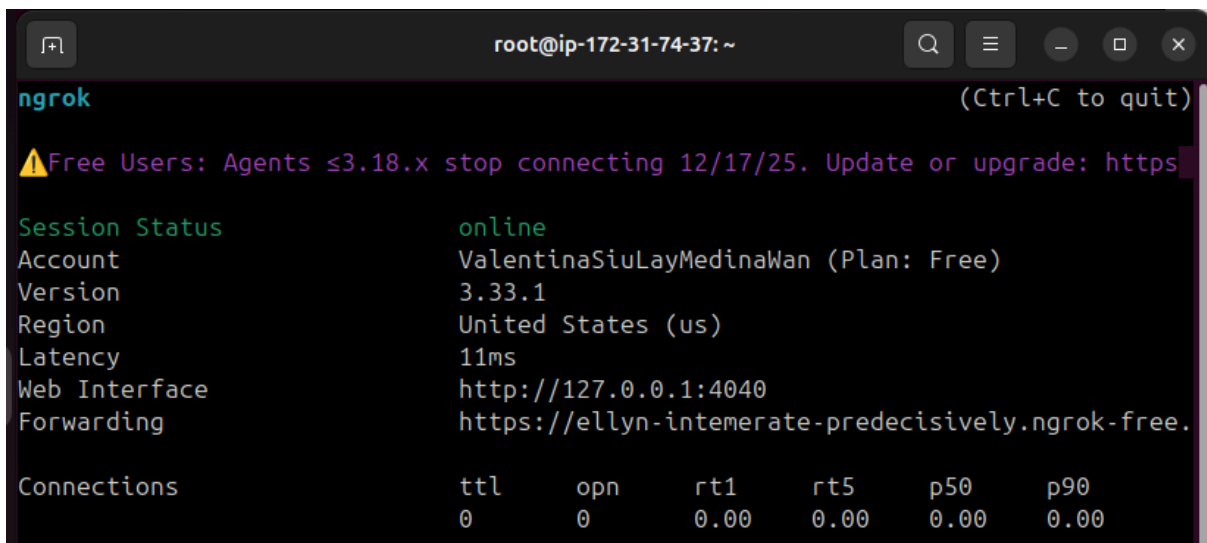 root@ip-172-31-74-37: ~
ngrok (Ctrl+C to quit)
⚠Free Users: Agents ≤3.18.x stop connecting 12/17/25. Update or upgrade: https
Session Status online
Account ValentinaSiuLayMedinaWan (Plan: Free)
Version 3.33.1
Region United States (us)
Latency 11ms
Web Interface http://127.0.0.1:4040
Forwarding https://ellyn-intemerate-predecisively.ngrok-free.
Connections ttl opn rt1 rt5 p50 p90
0 0 0.00 0.00 0.00 0.00